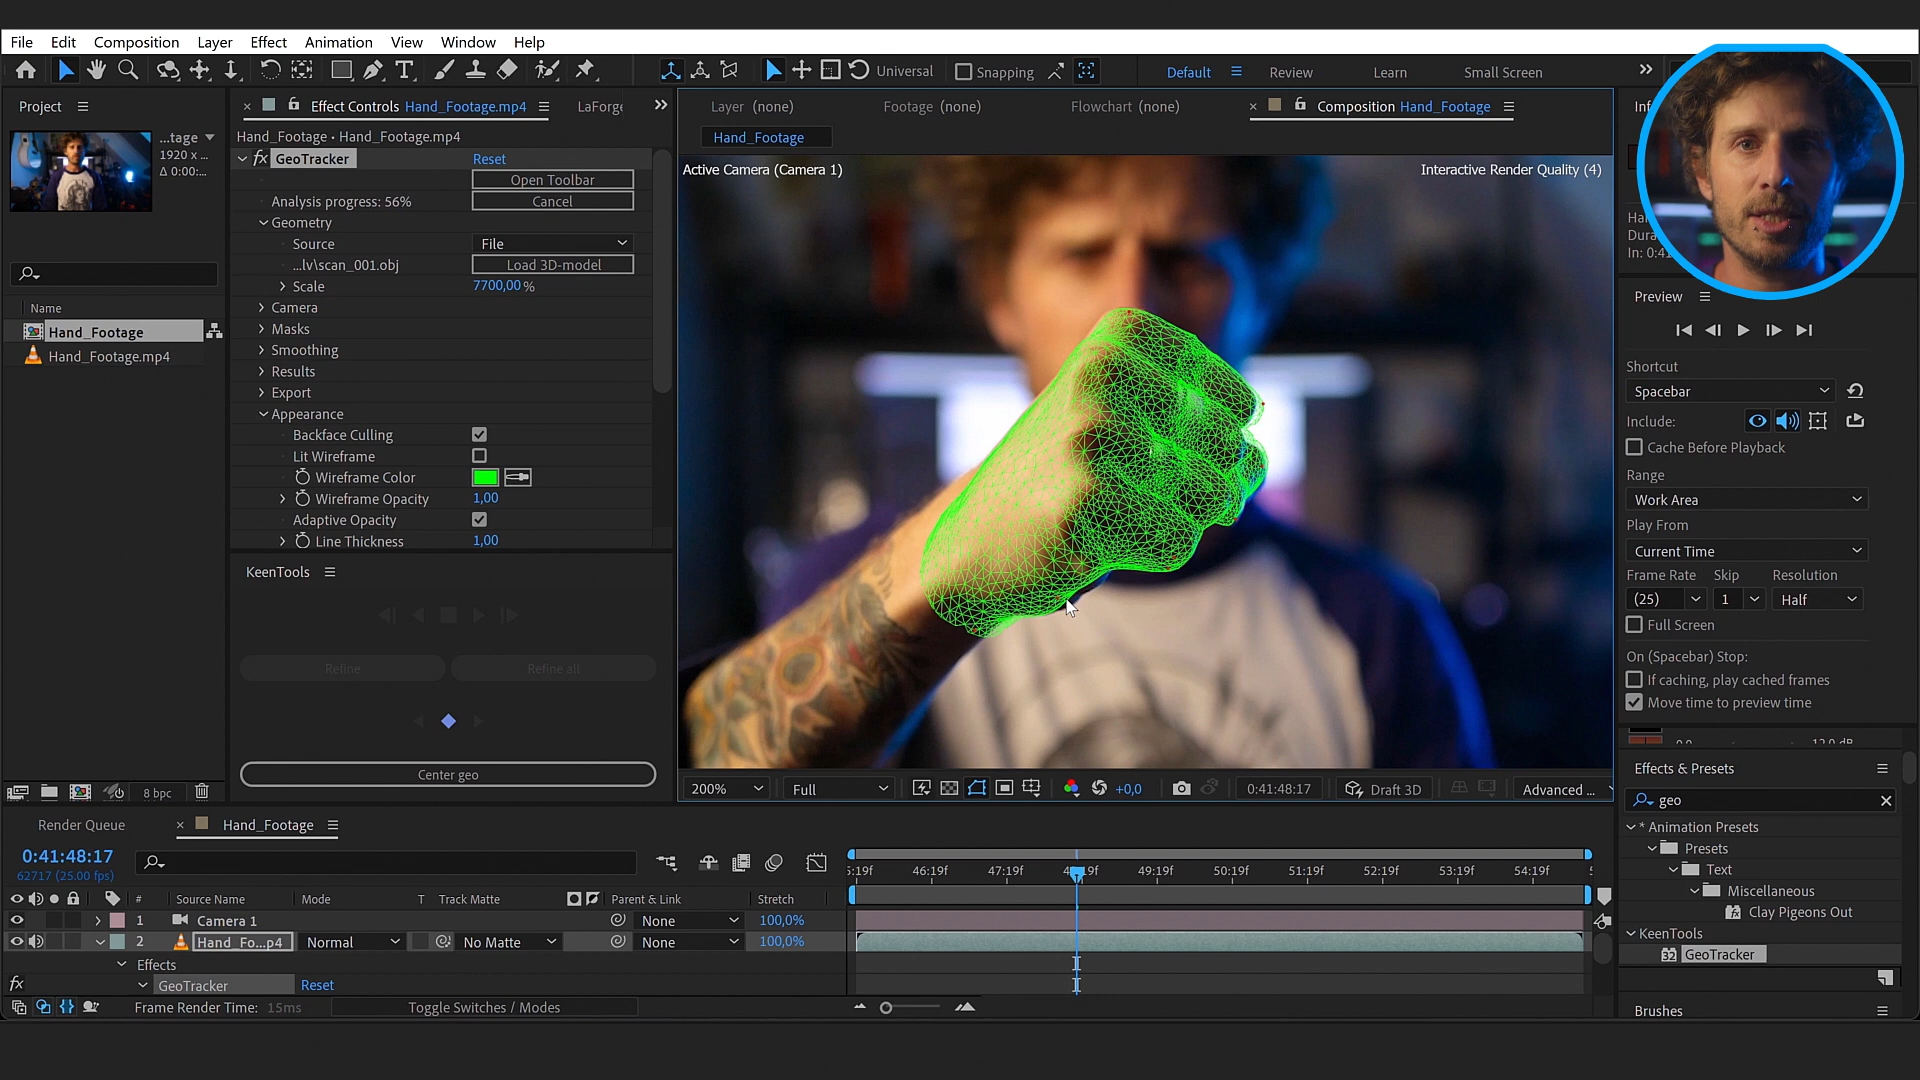 File Edit Composition Layer Effect Animation View Window Help
Universal Snapping Default Review Learn Small Screen
Project
...tage
1920 x ...
Δ 0:00:...
Name
Hand_Footage
Hand_Footage.mp4
8 bpc
Effect Controls Hand_Footage.mp4
Hand_Footage • Hand_Footage.mp4
fx GeoTracker Reset
Open Toolbar
Analysis progress: 56% Cancel
Geometry
Source File
...lv\scan_001.obj Load 3D-model
Scale 7700,00 %
Camera
Masks
Smoothing
Results
Export
Appearance
Backface Culling
Lit Wireframe
Wireframe Color
Wireframe Opacity 1,00
Adaptive Opacity
Line Thickness 1,00
KeenTools
Refine Refine all
Center geo
Layer (none) Footage (none) Flowchart (none) Composition Hand_Footage
Hand_Footage
Active Camera (Camera 1) Interactive Render Quality (4)
200% Full +0,0 0:41:48:17 Draft 3D Advanced ...
Preview
Shortcut
Spacebar
Include:
Cache Before Playback
Range
Work Area
Play From
Current Time
Frame Rate Skip Resolution
(25) 1 Half
Full Screen
On (Spacebar) Stop:
If caching, play cached frames
Move time to preview time
Effects & Presets
geo
* Animation Presets
Presets
Text
Miscellaneous
Clay Pigeons Out
KeenTools
32 GeoTracker
Brushes
Render Queue Hand_Footage
0:41:48:17
62717 (25.00 fps)
46:19f 47:19f 49:19f 50:19f 51:19f 52:19f 53:19f 54:19f
# Source Name Mode T Track Matte Parent & Link Stretch
1 Camera 1 None 100,0%
2 Hand_Fo...p4 Normal No Matte None 100,0%
Effects
fx GeoTracker Reset
Frame Render Time: 15ms Toggle Switches / Modes